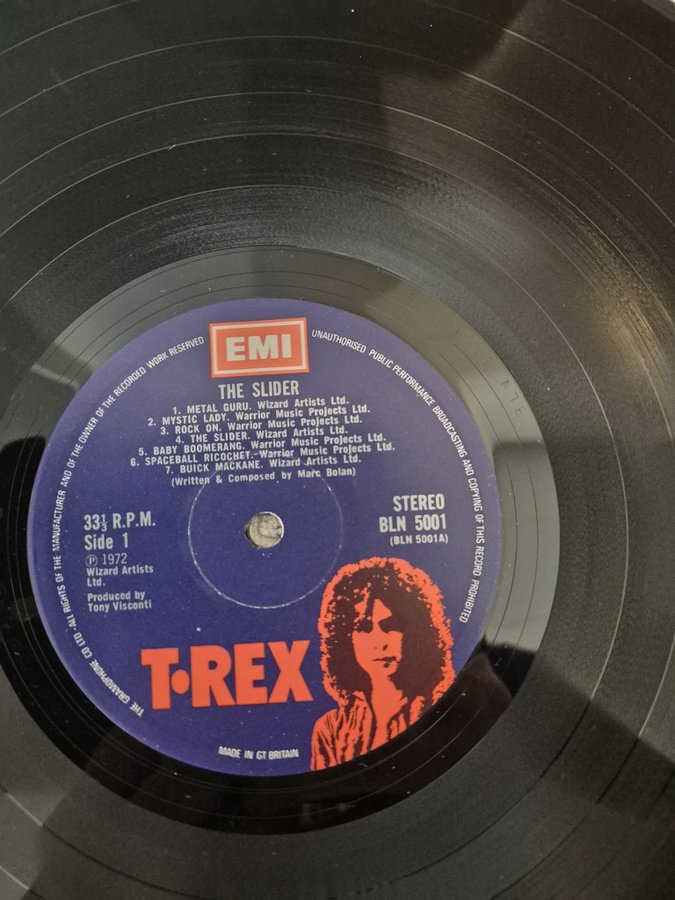 EMI
THE GRAMOPHONE CO LTD · ALL RIGHTS OF THE MANUFACTURER AND OF THE OWNER OF THE RECORDED WORK RESERVED
UNAUTHORISED PUBLIC PERFORMANCE BROADCASTING AND COPYING OF THIS RECORD PROHIBITED
THE SLIDER
1. METAL GURU. Wizard Artists Ltd.
2. MYSTIC LADY. Warrior Music Projects Ltd.
3. ROCK ON. Warrior Music Projects Ltd.
4. THE SLIDER. Wizard Artists Ltd.
5. BABY BOOMERANG. Warrior Music Projects Ltd.
6. SPACEBALL RICOCHET. Warrior Music Projects Ltd.
7. BUICK MACKANE. Wizard Artists Ltd.
(Written & Composed by Marc Bolan)
33⅓ R.P.M.
Side 1
℗ 1972
Wizard Artists
Ltd.
Produced by
Tony Visconti
STEREO
BLN 5001
(BLN 5001A)
T•REX
MADE IN GT BRITAIN